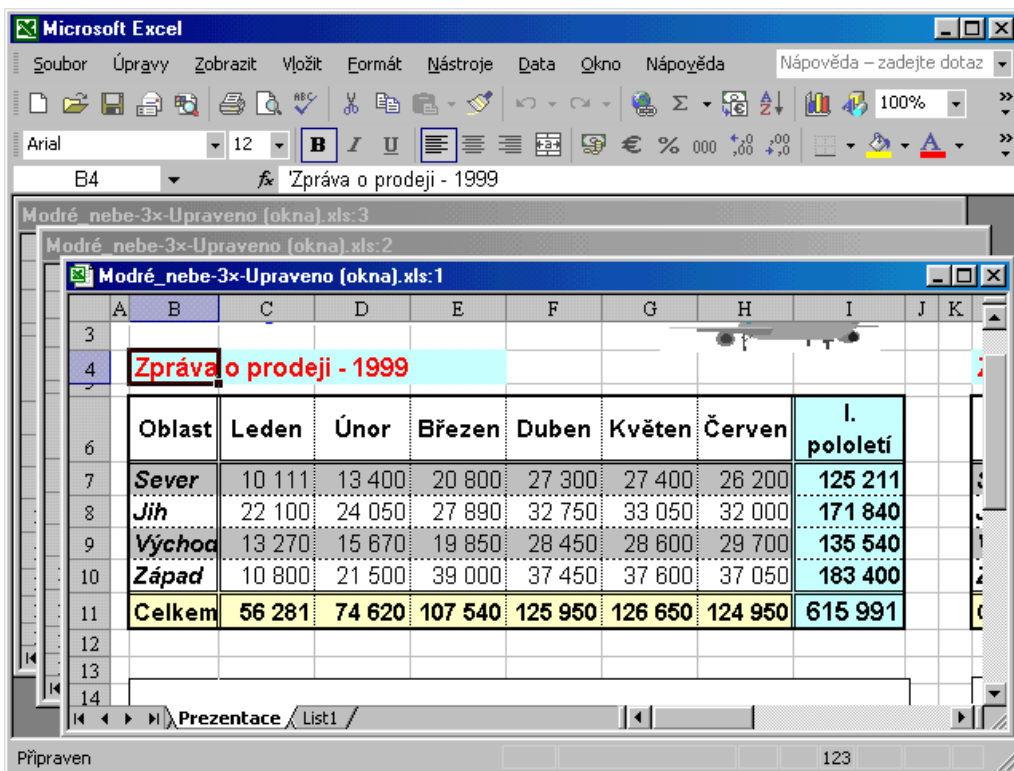 Microsoft Excel
Soubor Úpravy Zobrazit Vložit Formát Nástroje Data Okno Nápověda Nápověda – zadejte dotaz
100%
Arial 12 B I U € % 000
B4 fx 'Zpráva o prodeji - 1999
Modré_nebe-3×-Upraveno (okna).xls:3
Modré_nebe-3×-Upraveno (okna).xls:2
Modré_nebe-3×-Upraveno (okna).xls:1
A B C D E F G H I J K
3
4 Zpráva o prodeji - 1999
6 Oblast Leden Únor Březen Duben Květen Červen I. pololetí
7 Sever 10 111 13 400 20 800 27 300 27 400 26 200 125 211
8 Jih 22 100 24 050 27 890 32 750 33 050 32 000 171 840
9 Východ 13 270 15 670 19 850 28 450 28 600 29 700 135 540
10 Západ 10 800 21 500 39 000 37 450 37 600 37 050 183 400
11 Celkem 56 281 74 620 107 540 125 950 126 650 124 950 615 991
12
13
14
Prezentace List1
Připraven 123